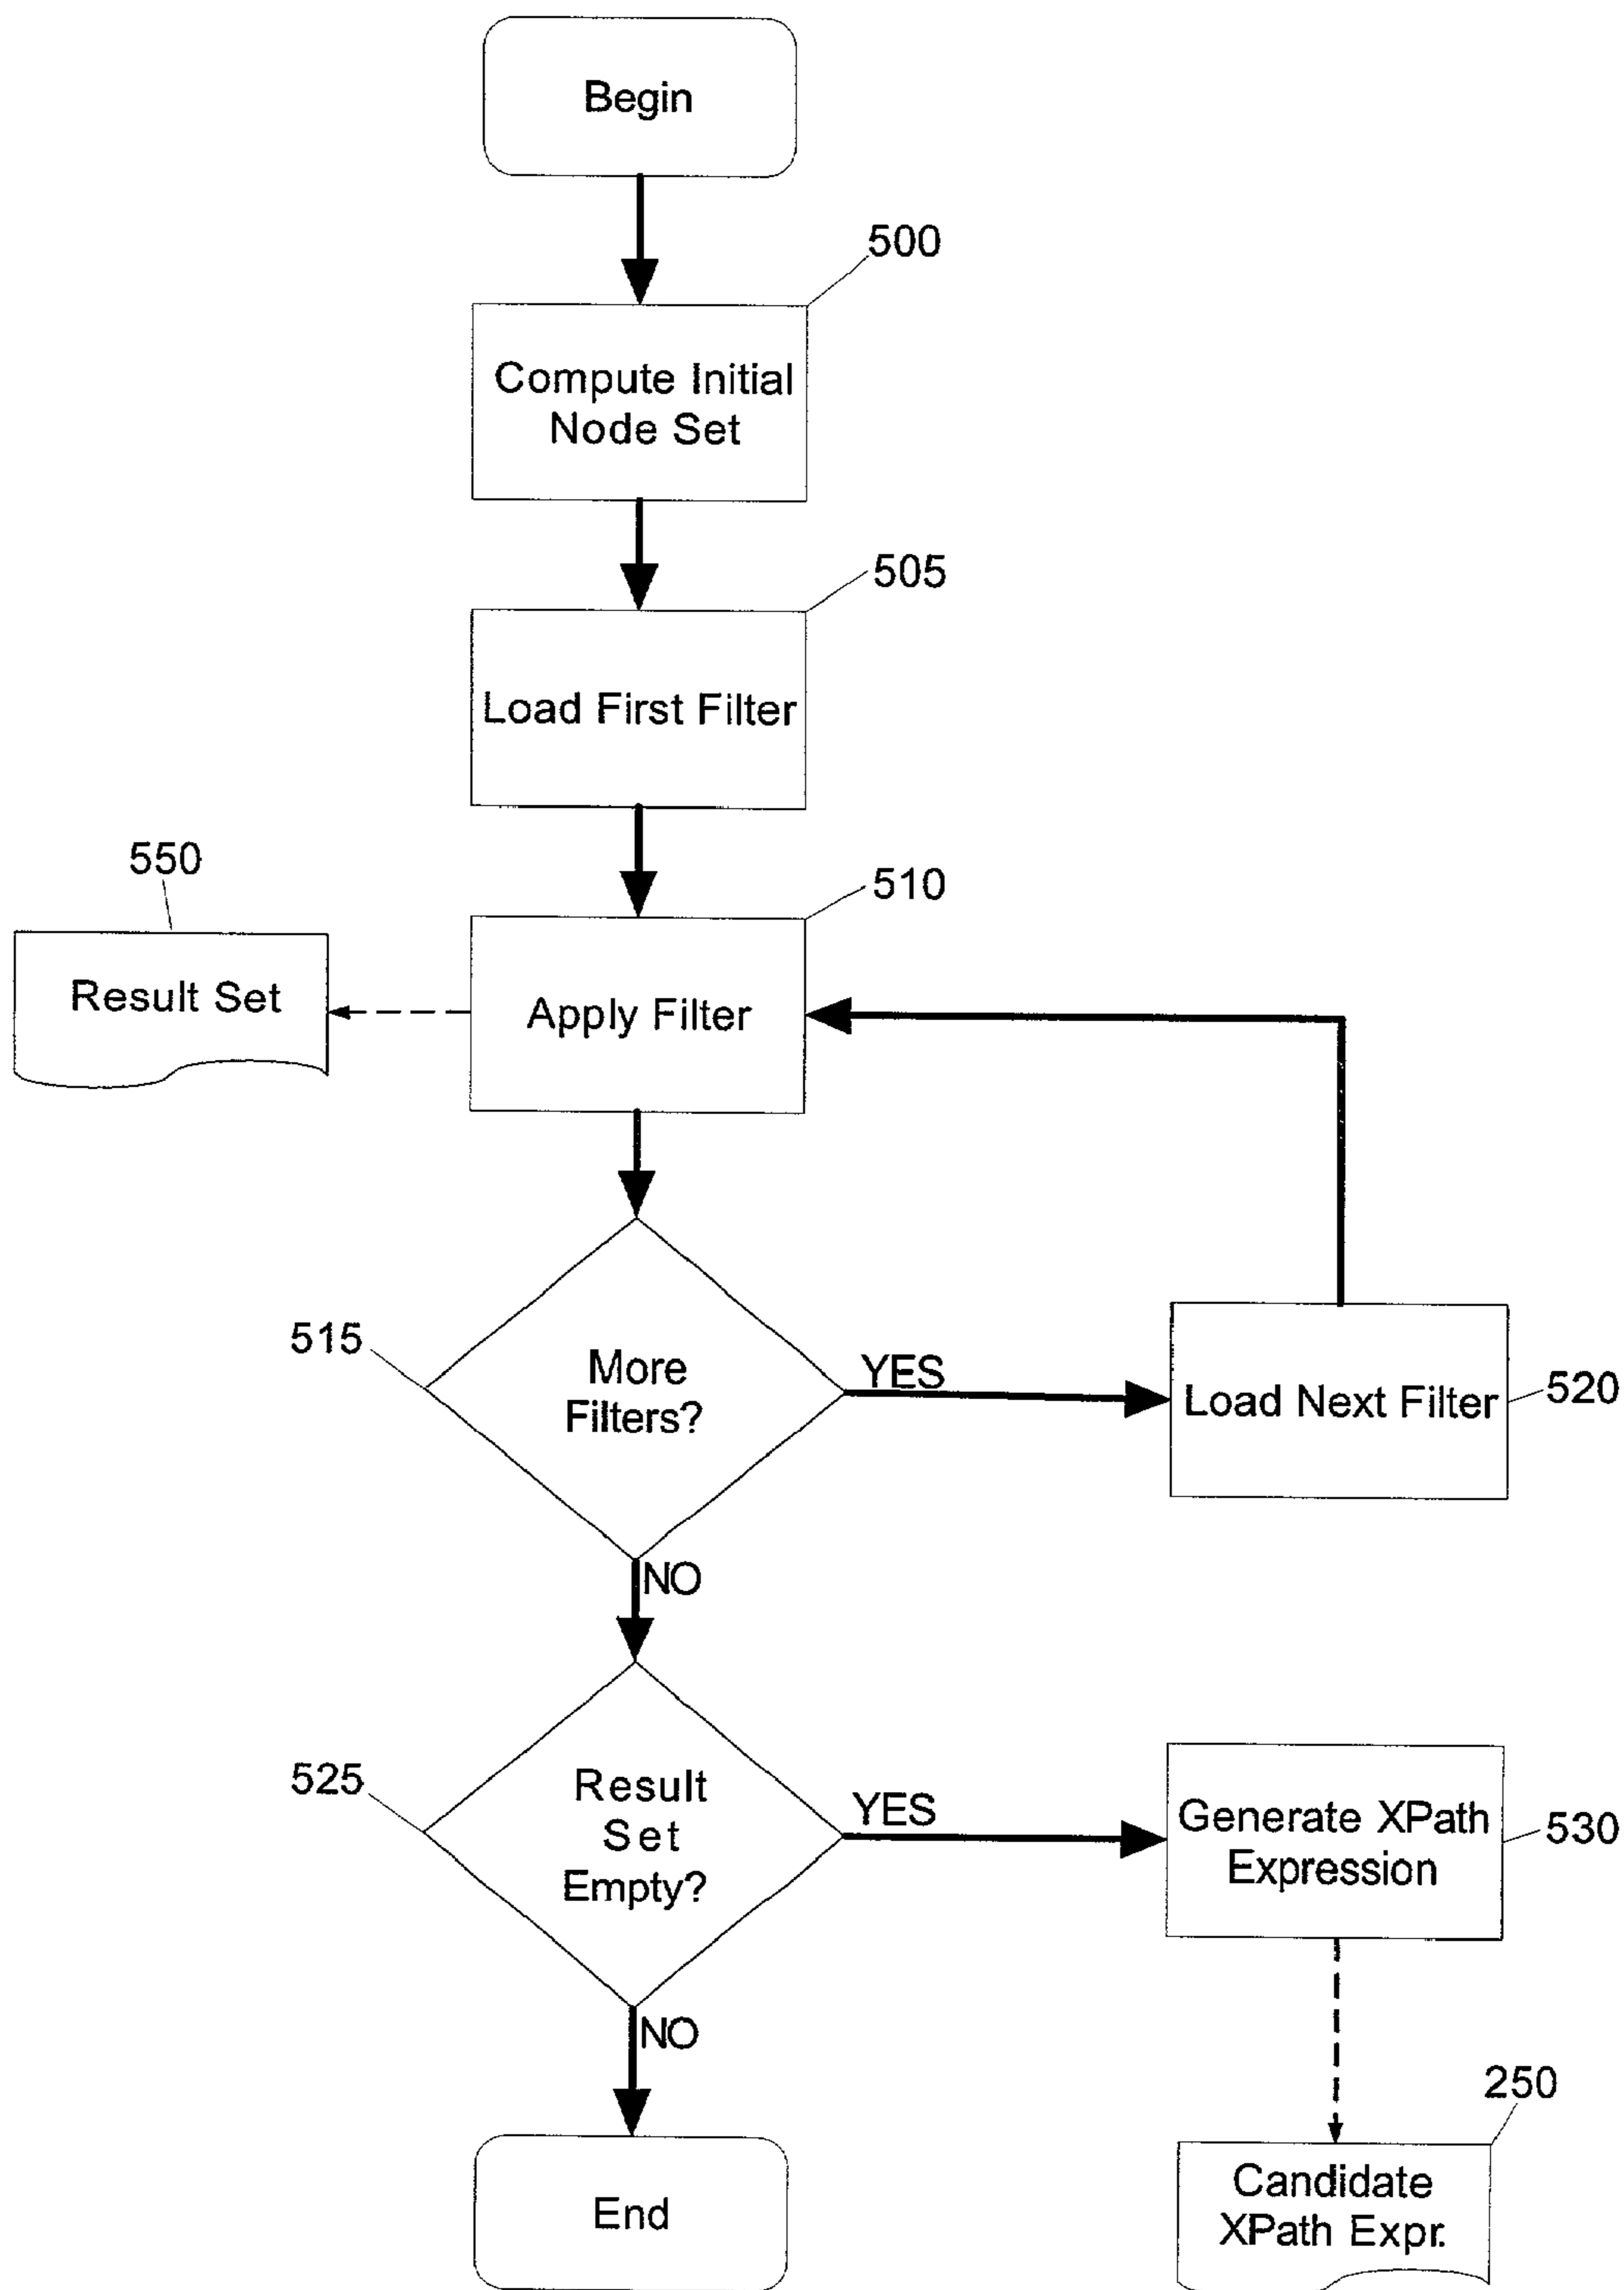 Begin
500
Compute Initial
Node Set
505
Load First Filter
550
510
Result Set
Apply Filter
515
More
Filters?
YES
Load Next Filter
520
NO
525
Result
Set
Empty?
YES
Generate XPath
Expression
530
NO
250
End
Candidate
XPath Expr.